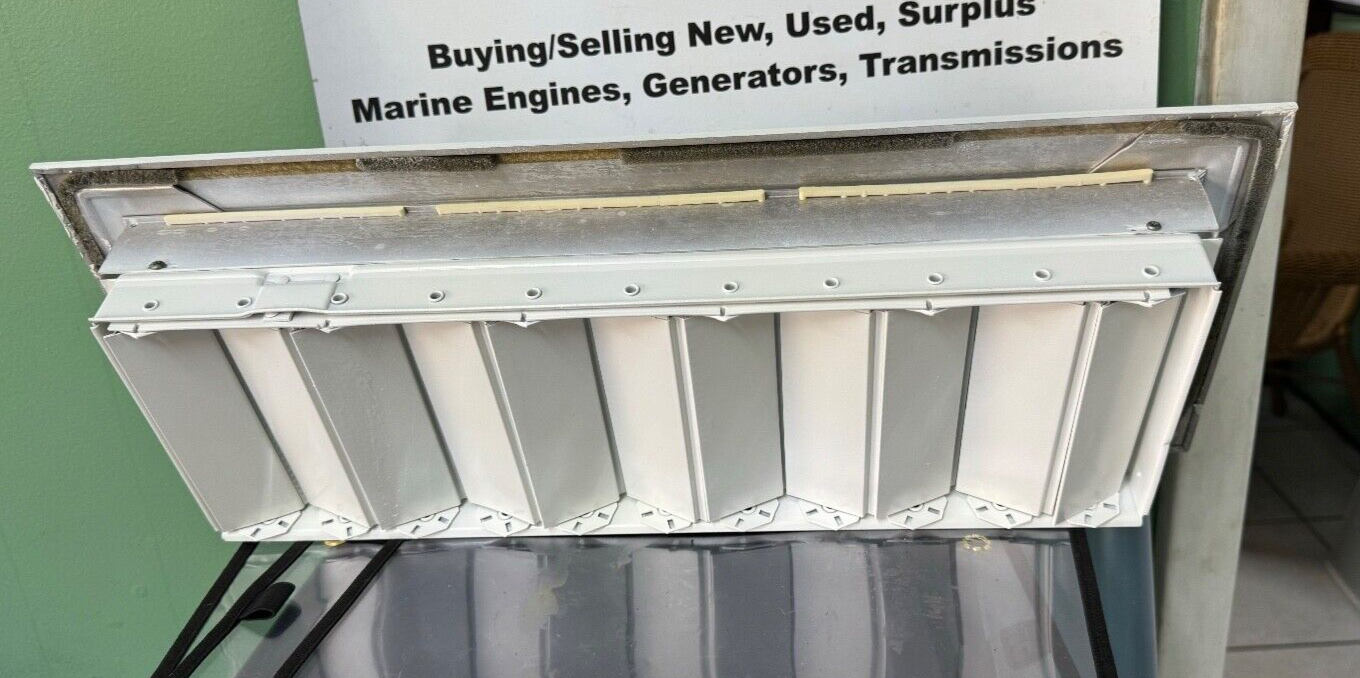 Buying/Selling New, Used, Surplus
Marine Engines, Generators, Transmissions